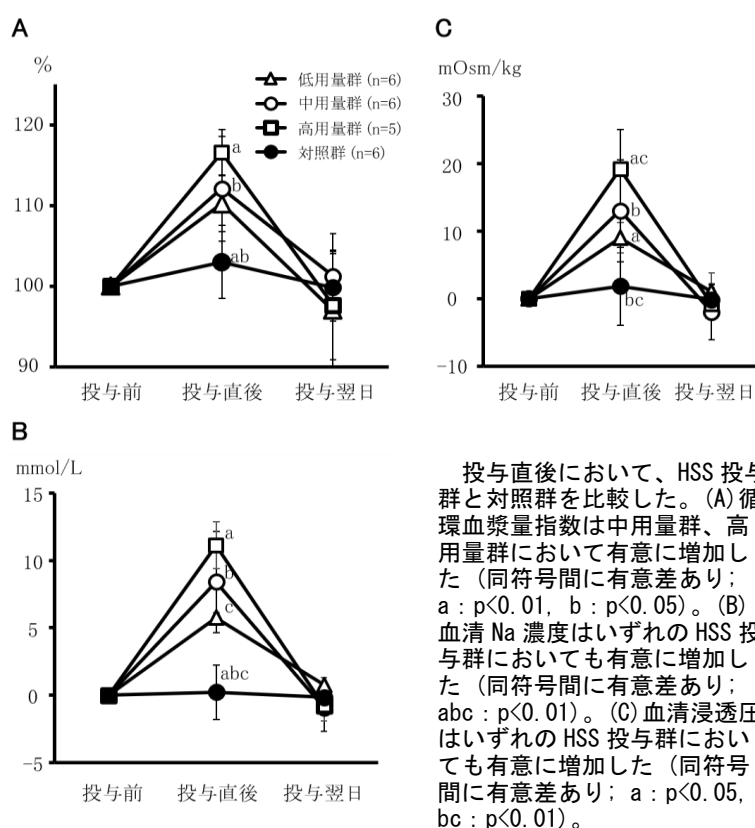 A
%
120
110
100
90
低用量群 (n=6)
中用量群 (n=6)
高用量群 (n=5)
対照群 (n=6)
a
b
ab
投与前 投与直後 投与翌日
C
mOsm/kg
30
20
10
0
-10
ac
b
a
bc
投与前 投与直後 投与翌日
B
mmol/L
15
10
5
0
-5
a
b
c
abc
投与前 投与直後 投与翌日
投与直後において、HSS 投与
群と対照群を比較した。(A)循
環血漿量指数は中用量群、高
用量群において有意に増加し
た (同符号間に有意差あり;
a:p<0.01, b:p<0.05)。(B)
血清 Na 濃度はいずれの HSS 投
与群においても有意に増加し
た (同符号間に有意差あり;
abc:p<0.01)。(C)血清浸透圧
はいずれの HSS 投与群におい
ても有意に増加した (同符号
間に有意差あり; a:p<0.05,
bc:p<0.01)。